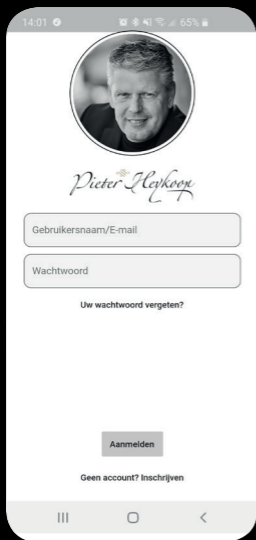 14:01
65%
Pieter Heykoop
Gebruikersnaam/E-mail
Wachtwoord
Uw wachtwoord vergeten?
Aanmelden
Geen account? Inschrijven